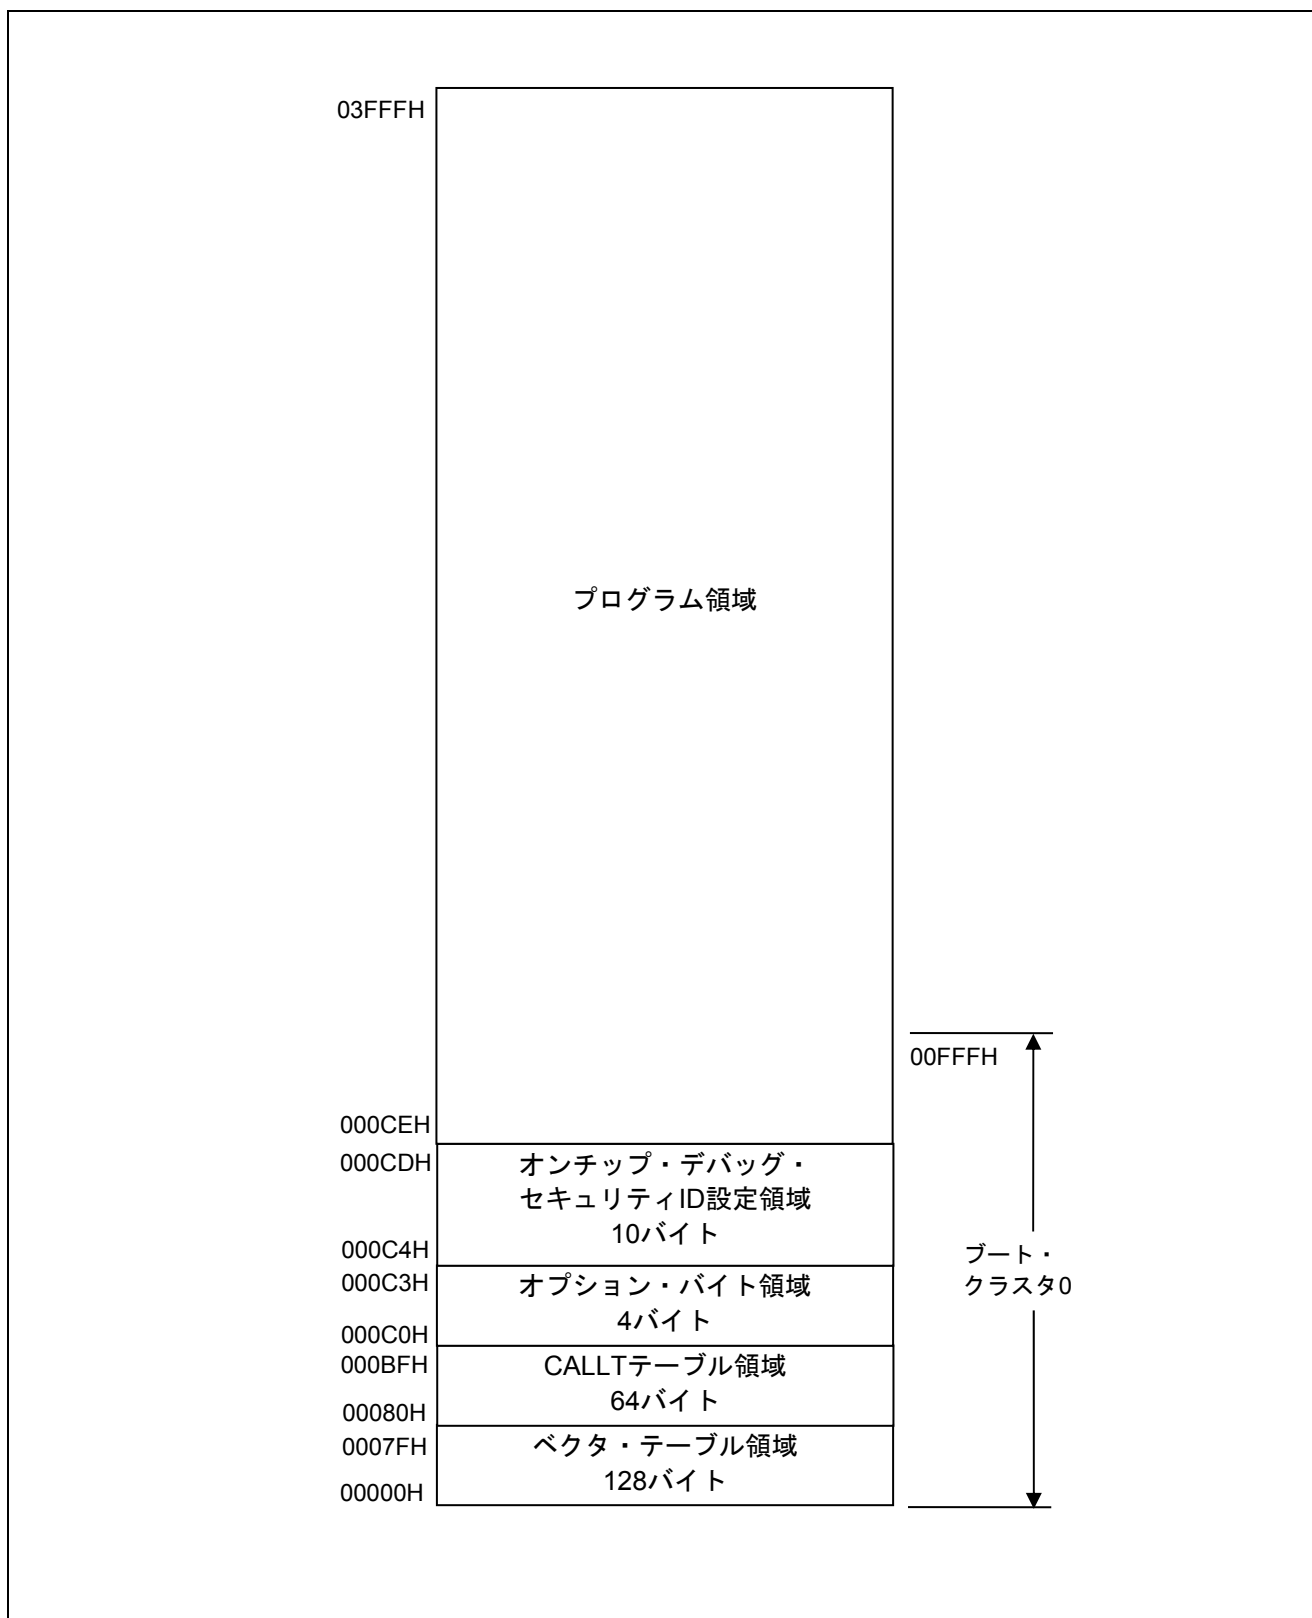 03FFFH
プログラム領域
00FFFH
000CEH
000CDH
オンチップ・デバッグ・
セキュリティID設定領域
10バイト
000C4H
ブート・
クラスタ0
000C3H
オプション・バイト領域
4バイト
000C0H
000BFH
CALLTテーブル領域
64バイト
00080H
0007FH
ベクタ・テーブル領域
128バイト
00000H